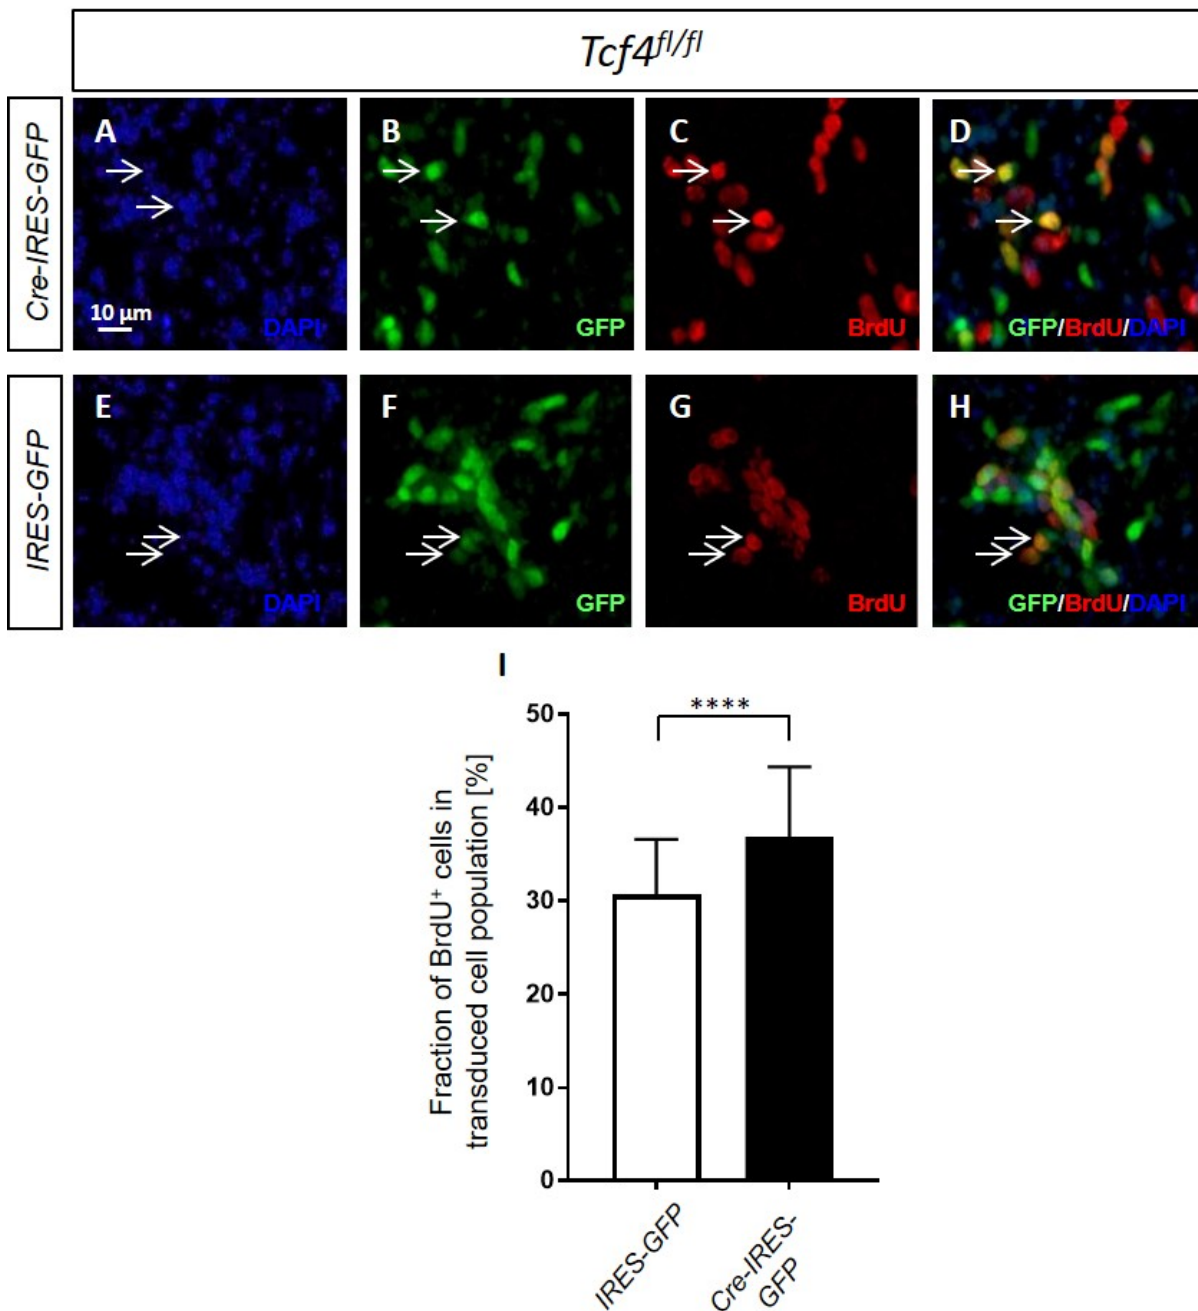 Tcf4fl/fl
Cre-IRES-GFP
A
B
C
D
10 µm
DAPI
GFP
BrdU
GFP/BrdU/DAPI
IRES-GFP
E
F
G
H
DAPI
GFP
BrdU
GFP/BrdU/DAPI
I
****
50
40
30
20
10
0
Fraction of BrdU⁺ cells in
transduced cell population [%]
IRES-GFP
Cre-IRES-
GFP